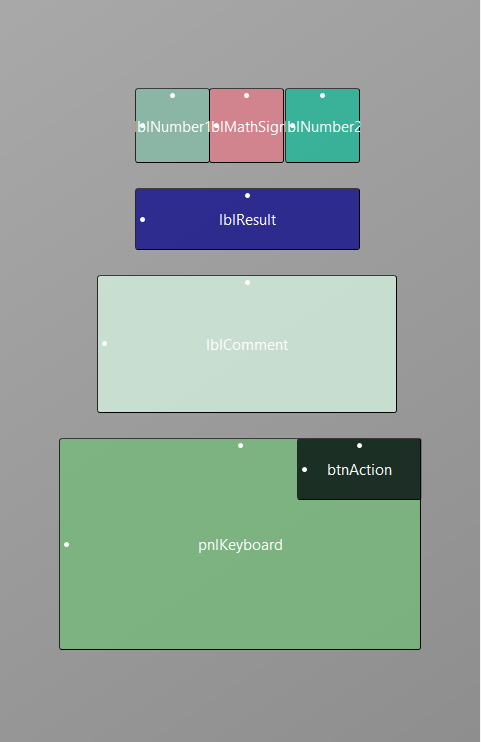 lblNumber1
lblMathSign
lblNumber2
lblResult
lblComment
btnAction
pnlKeyboard